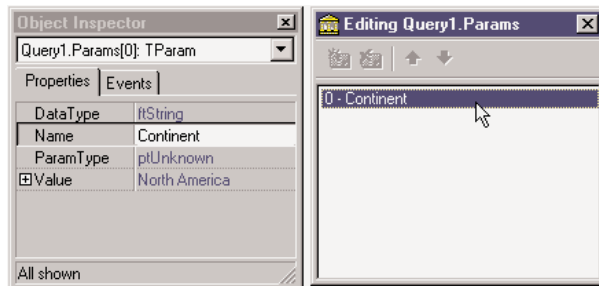 Object Inspector
Query1.Params[0]: TParam
Properties
Events
DataType ftString
Name Continent
ParamType ptUnknown
Value North America
All shown
Editing Query1.Params
0 - Continent